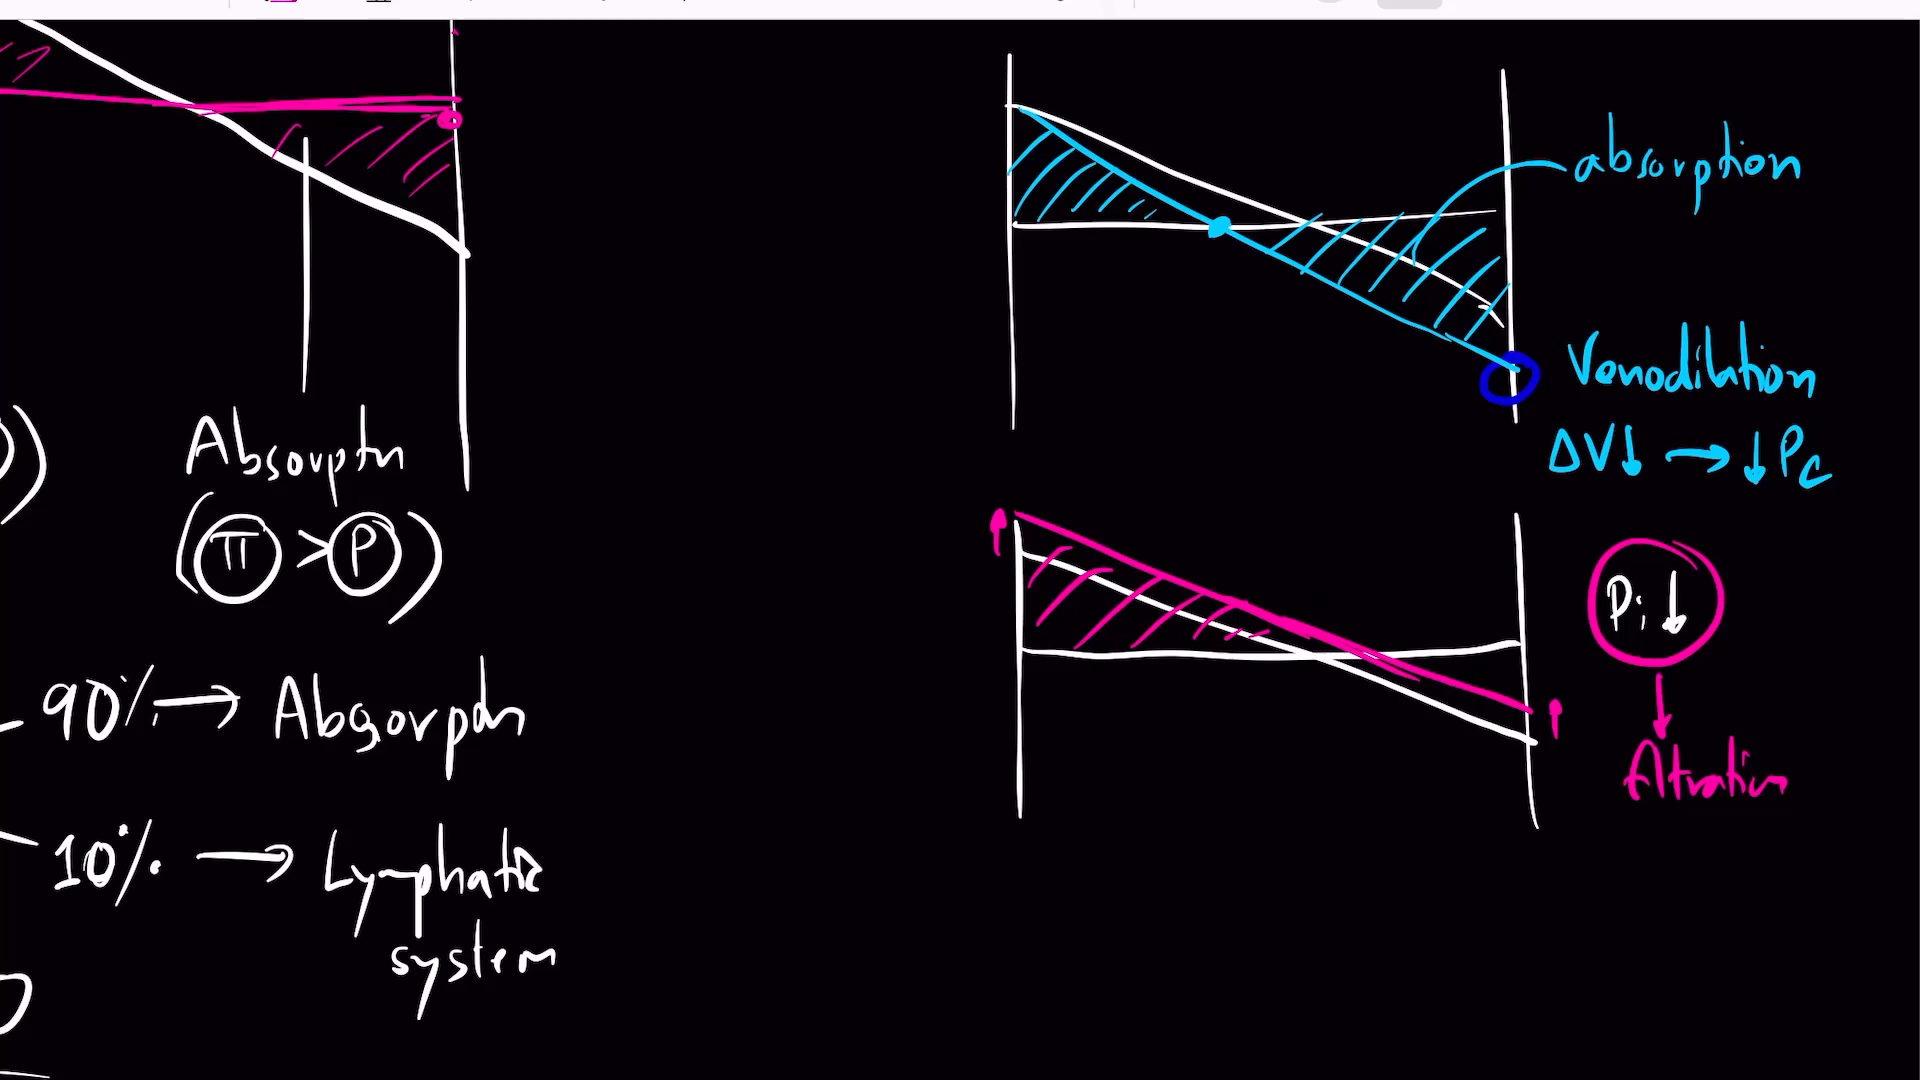 Absorptn
(π > P)
90% → Absorptn
10% → Lymphatic
system
absorption
Venodilation
ΔV↓ → ↓Pc
Pi↓
↓
filtration